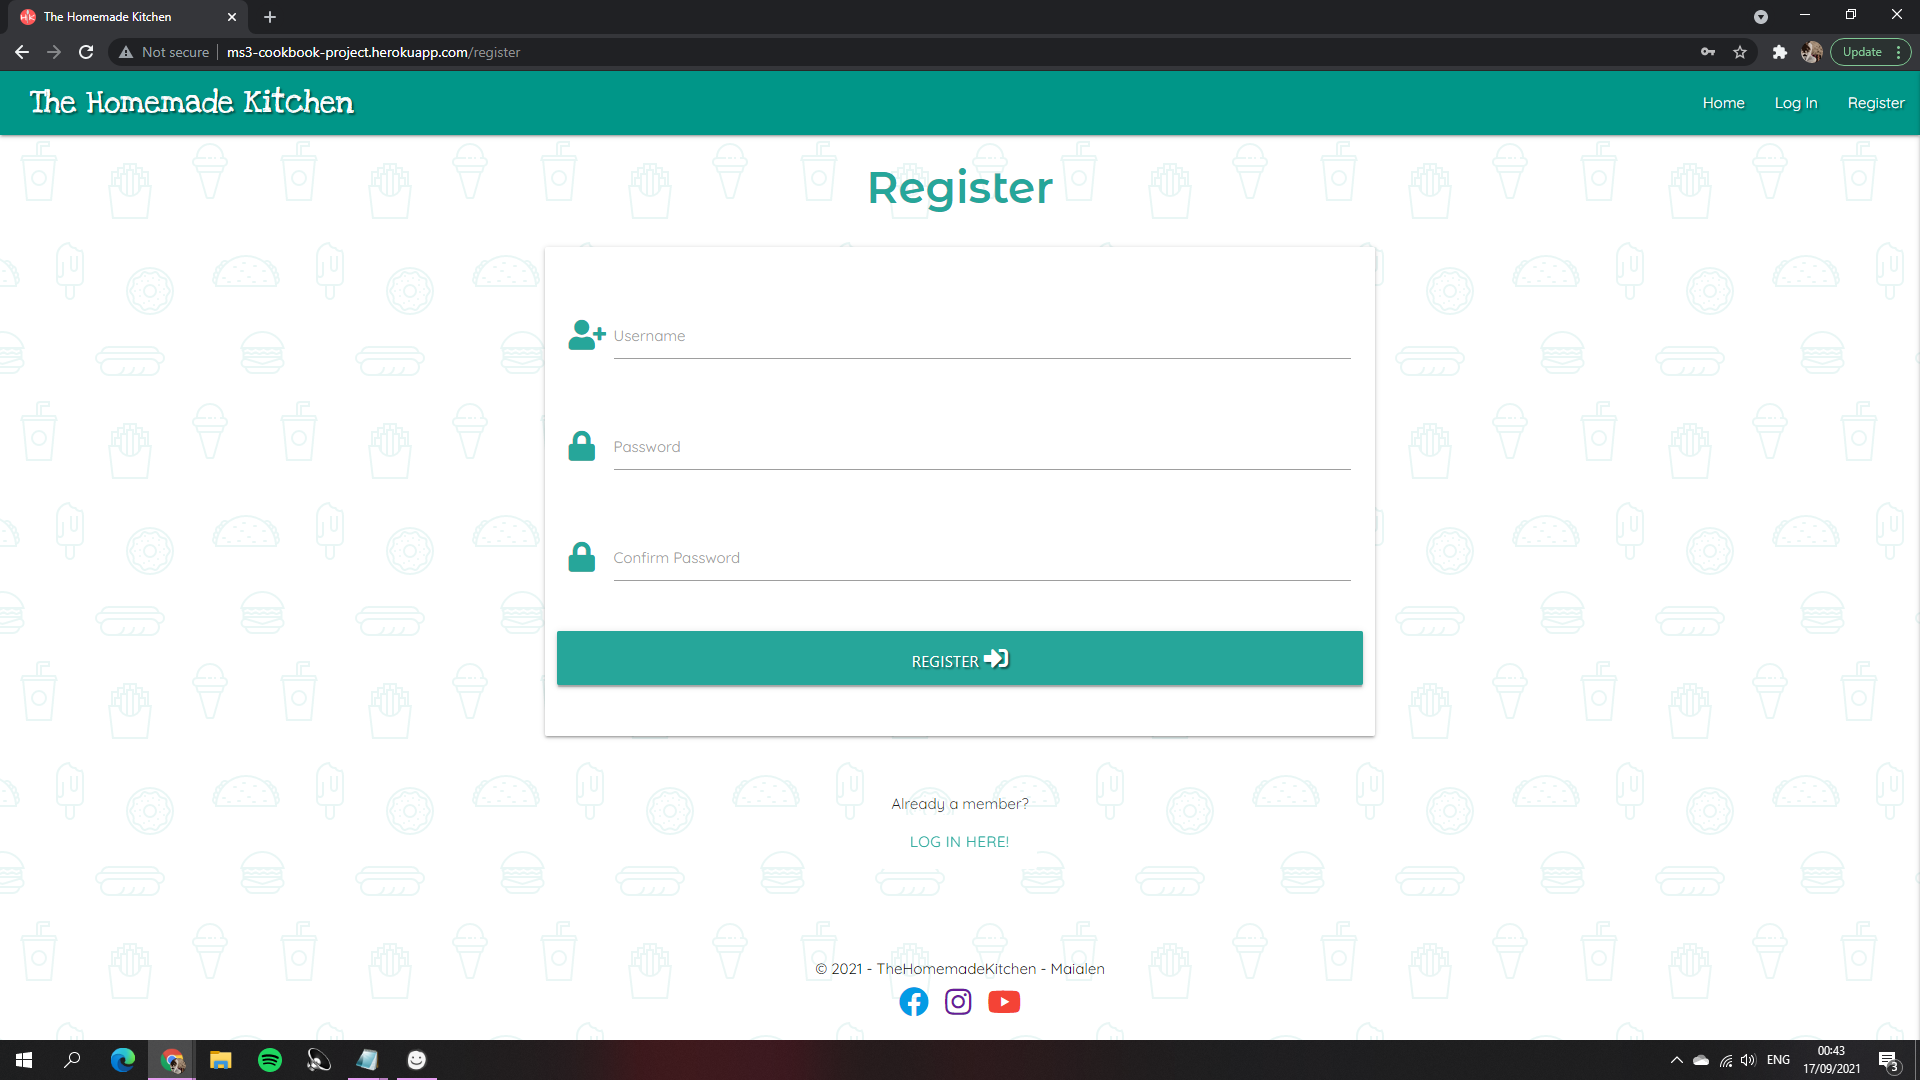 The Homemade Kitchen
Not secure
ms3-cookbook-project.herokuapp.com/register
Update
The Homemade Kitchen
Home
Log In
Register
Register
Username
Password
Confirm Password
REGISTER
Already a member?
LOG IN HERE!
© 2021 - TheHomemadeKitchen - Maialen
ENG
00:43
17/09/2021
3